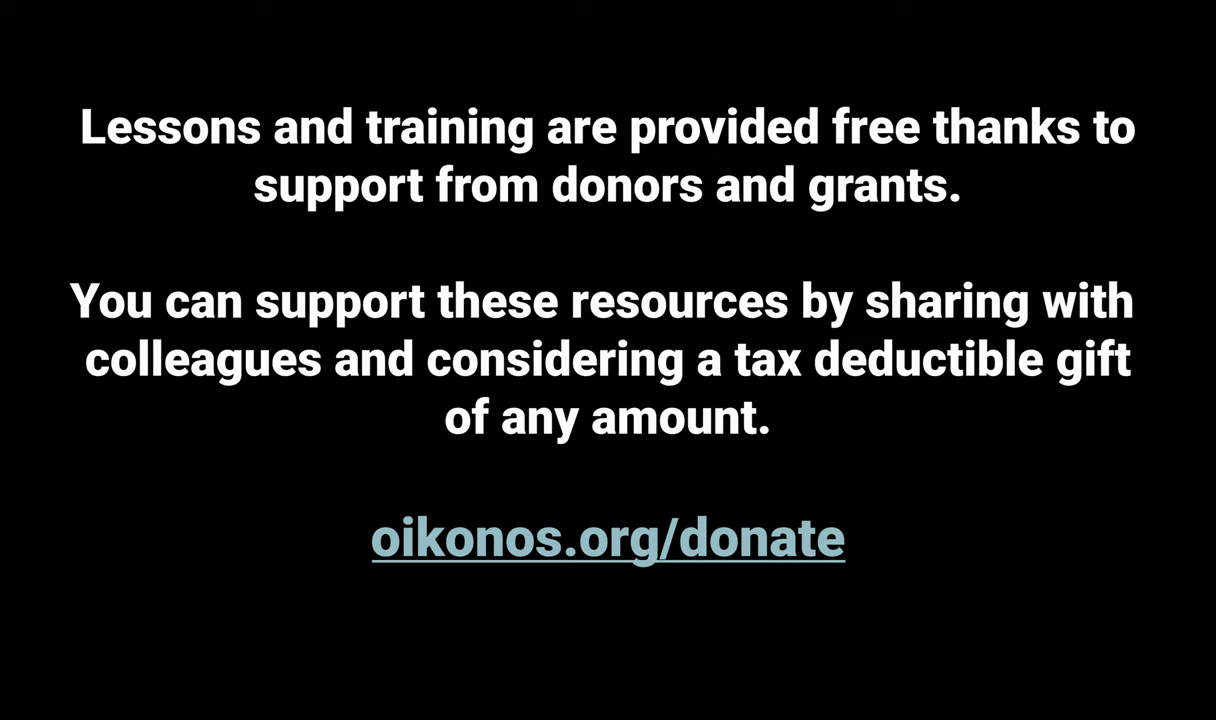 Lessons and training are provided free thanks to
support from donors and grants.
You can support these resources by sharing with
colleagues and considering a tax deductible gift
of any amount.
oikonos.org/donate